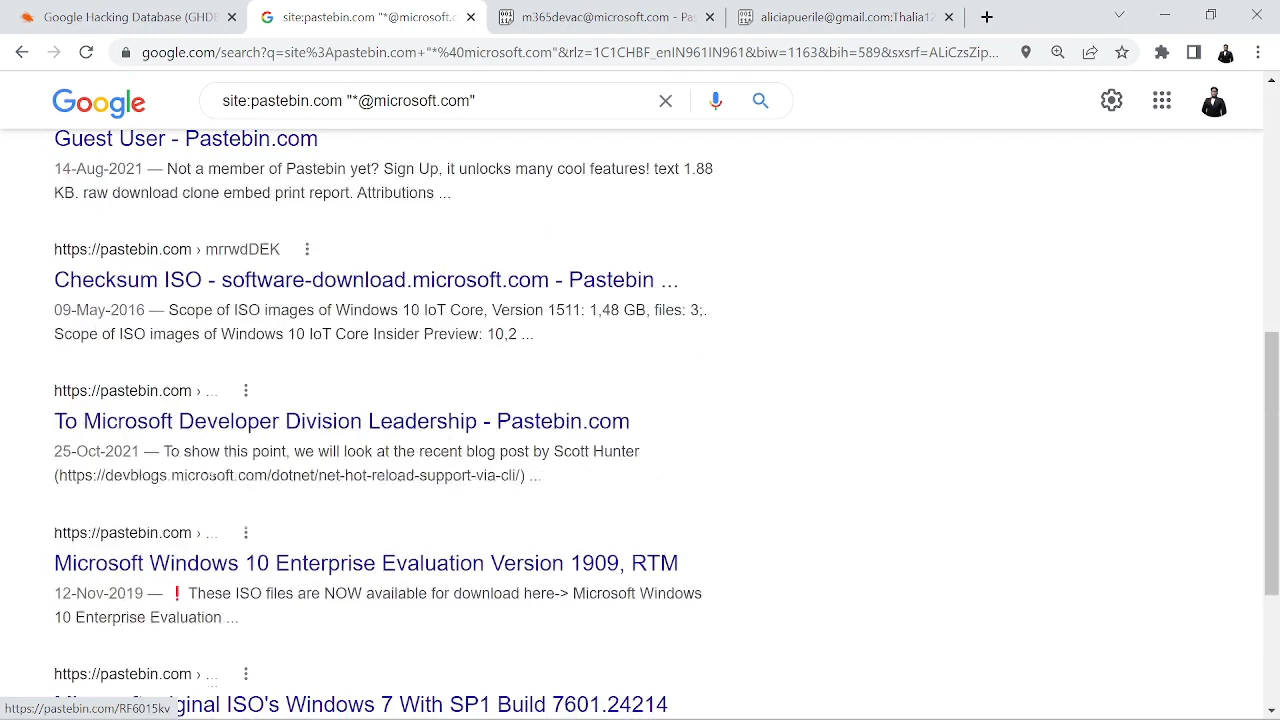 Google Hacking Database (GHDB
site:pastebin.com "*@microsoft.c
m365devac@microsoft.com - Pas
aliciapuerile@gmail.com:Thalia12
google.com/search?q=site%3Apastebin.com+"*%40microsoft.com"&rlz=1C1CHBF_enIN961IN961&biw=1163&bih=589&sxsrf=ALiCzsZip...
Google
site:pastebin.com "*@microsoft.com"
Guest User - Pastebin.com
14-Aug-2021 — Not a member of Pastebin yet? Sign Up, it unlocks many cool features! text 1.88
KB. raw download clone embed print report. Attributions ...
https://pastebin.com › mrrwdDEK
Checksum ISO - software-download.microsoft.com - Pastebin ...
09-May-2016 — Scope of ISO images of Windows 10 IoT Core, Version 1511: 1,48 GB, files: 3;.
Scope of ISO images of Windows 10 IoT Core Insider Preview: 10,2 ...
https://pastebin.com › ...
To Microsoft Developer Division Leadership - Pastebin.com
25-Oct-2021 — To show this point, we will look at the recent blog post by Scott Hunter
(https://devblogs.microsoft.com/dotnet/net-hot-reload-support-via-cli/) ...
https://pastebin.com › ...
Microsoft Windows 10 Enterprise Evaluation Version 1909, RTM
12-Nov-2019 — ❗ These ISO files are NOW available for download here-> Microsoft Windows
10 Enterprise Evaluation ...
https://pastebin.com › ...
ginal ISO's Windows 7 With SP1 Build 7601.24214
https://pastebin.com/RF6015kv